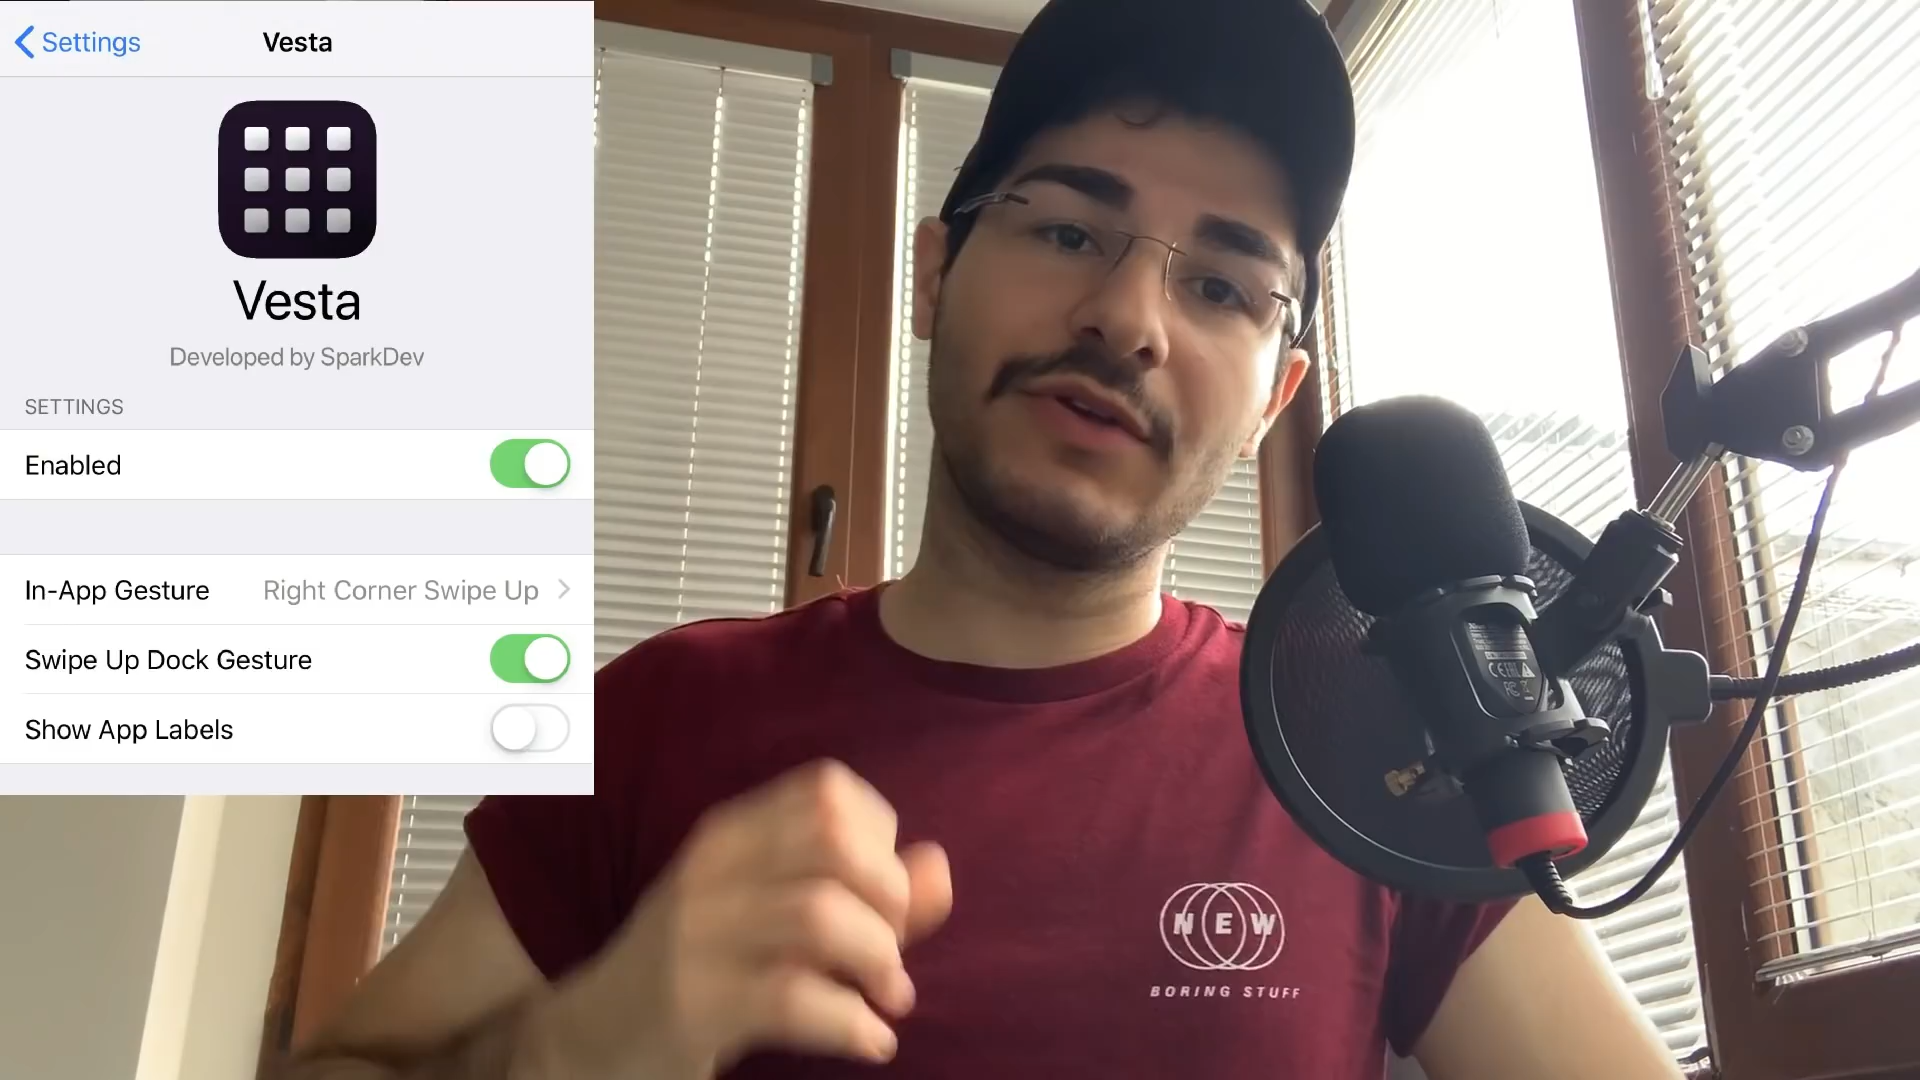 Settings
Vesta
Vesta
Developed by SparkDev
SETTINGS
Enabled
In-App Gesture
Right Corner Swipe Up
Swipe Up Dock Gesture
Show App Labels
NEW
BORING STUFF